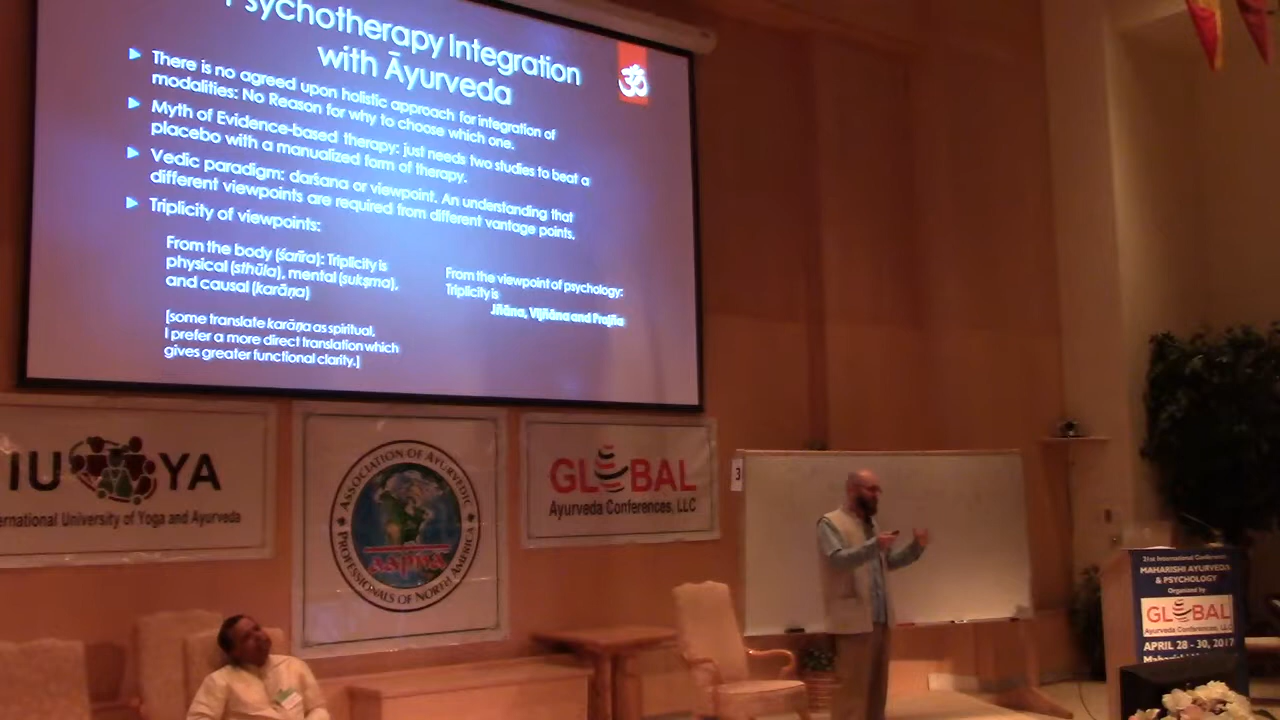 Psychotherapy Integration
with Āyurveda
There is no agreed upon holistic approach for integration of
modalities: No Reason for why to choose which one.
Myth of Evidence-based therapy: just needs two studies to beat a
placebo with a manualized form of therapy.
Vedic paradigm: darśana or viewpoint. An understanding that
different viewpoints are required from different vantage points.
Triplicity of viewpoints:
From the body (śarīra): Triplicity is
physical (sthūla), mental (sukṣma),
and causal (karāṇa)
[some translate karāṇa as spiritual,
I prefer a more direct translation which
gives greater functional clarity.]
From the viewpoint of psychology:
Triplicity is
Jñāna, Vijñāna and Prajña
ॐ
IU YA
ernational University of Yoga and Ayurveda
ASSOCIATION OF AYURVEDIC
PROFESSIONALS OF NORTH AMERICA
AAPNA
GLOBAL
Ayurveda Conferences, LLC
3
21st International Conference
MAHARISHI AYURVEDA
& PSYCHOLOGY
Organized by
GLOBAL
Ayurveda Conferences, LLC
APRIL 28 - 30, 2017